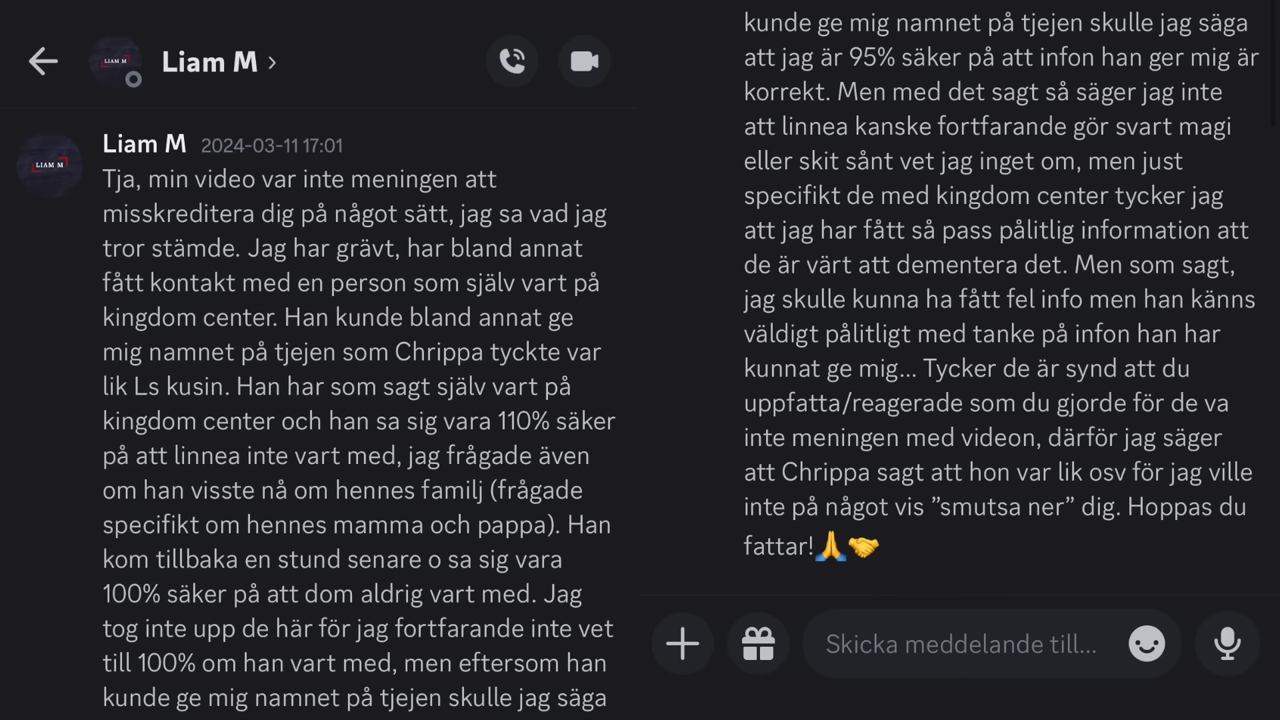 Liam M ›
LIAM M
Liam M 2024-03-11 17:01
LIAM M
Tja, min video var inte meningen att
misskreditera dig på något sätt, jag sa vad jag
tror stämde. Jag har grävt, har bland annat
fått kontakt med en person som själv vart på
kingdom center. Han kunde bland annat ge
mig namnet på tjejen som Chrippa tyckte var
lik Ls kusin. Han har som sagt själv vart på
kingdom center och han sa sig vara 110% säker
på att linnea inte vart med, jag frågade även
om han visste nå om hennes familj (frågade
specifikt om hennes mamma och pappa). Han
kom tillbaka en stund senare o sa sig vara
100% säker på att dom aldrig vart med. Jag
tog inte upp de här för jag fortfarande inte vet
till 100% om han vart med, men eftersom han
kunde ge mig namnet på tjejen skulle jag säga
kunde ge mig namnet på tjejen skulle jag säga
att jag är 95% säker på att infon han ger mig är
korrekt. Men med det sagt så säger jag inte
att linnea kanske fortfarande gör svart magi
eller skit sånt vet jag inget om, men just
specifikt de med kingdom center tycker jag
att jag har fått så pass pålitlig information att
de är värt att dementera det. Men som sagt,
jag skulle kunna ha fått fel info men han känns
väldigt pålitligt med tanke på infon han har
kunnat ge mig... Tycker de är synd att du
uppfatta/reagerade som du gjorde för de va
inte meningen med videon, därför jag säger
att Chrippa sagt att hon var lik osv för jag ville
inte på något vis ”smutsa ner” dig. Hoppas du
fattar!🙏🤝
Skicka meddelande till...